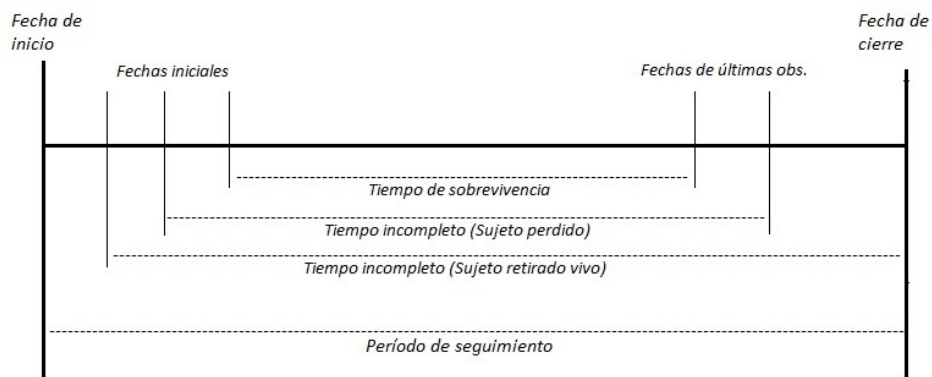 Fecha de
inicio
Fecha de
cierre
Fechas iniciales
Fechas de últimas obs.
Tiempo de sobrevivencia
Tiempo incompleto (Sujeto perdido)
Tiempo incompleto (Sujeto retirado vivo)
Período de seguimiento